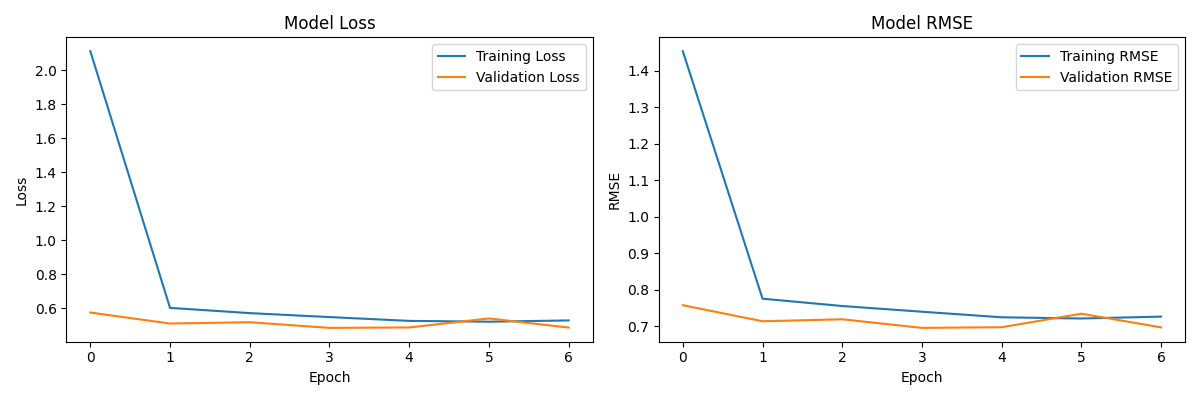 Model Loss
Training Loss
Validation Loss
2.0
1.8
1.6
1.4
1.2
1.0
0.8
0.6
Loss
0 1 2 3 4 5 6
Epoch
Model RMSE
Training RMSE
Validation RMSE
1.4
1.3
1.2
1.1
1.0
0.9
0.8
0.7
RMSE
0 1 2 3 4 5 6
Epoch